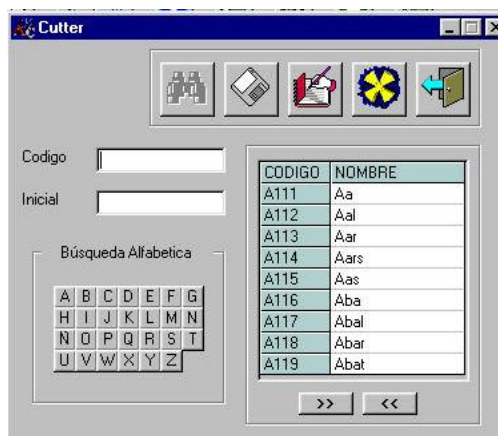 Cutter
Codigo
Inicial
Búsqueda Alfabetica
A B C D E F G
H I J K L M N
Ñ O P Q R S T
U V W X Y Z
CODIGO NOMBRE
A111 Aa
A112 Aal
A113 Aar
A114 Aars
A115 Aas
A116 Aba
A117 Abal
A118 Abar
A119 Abat
>> <<